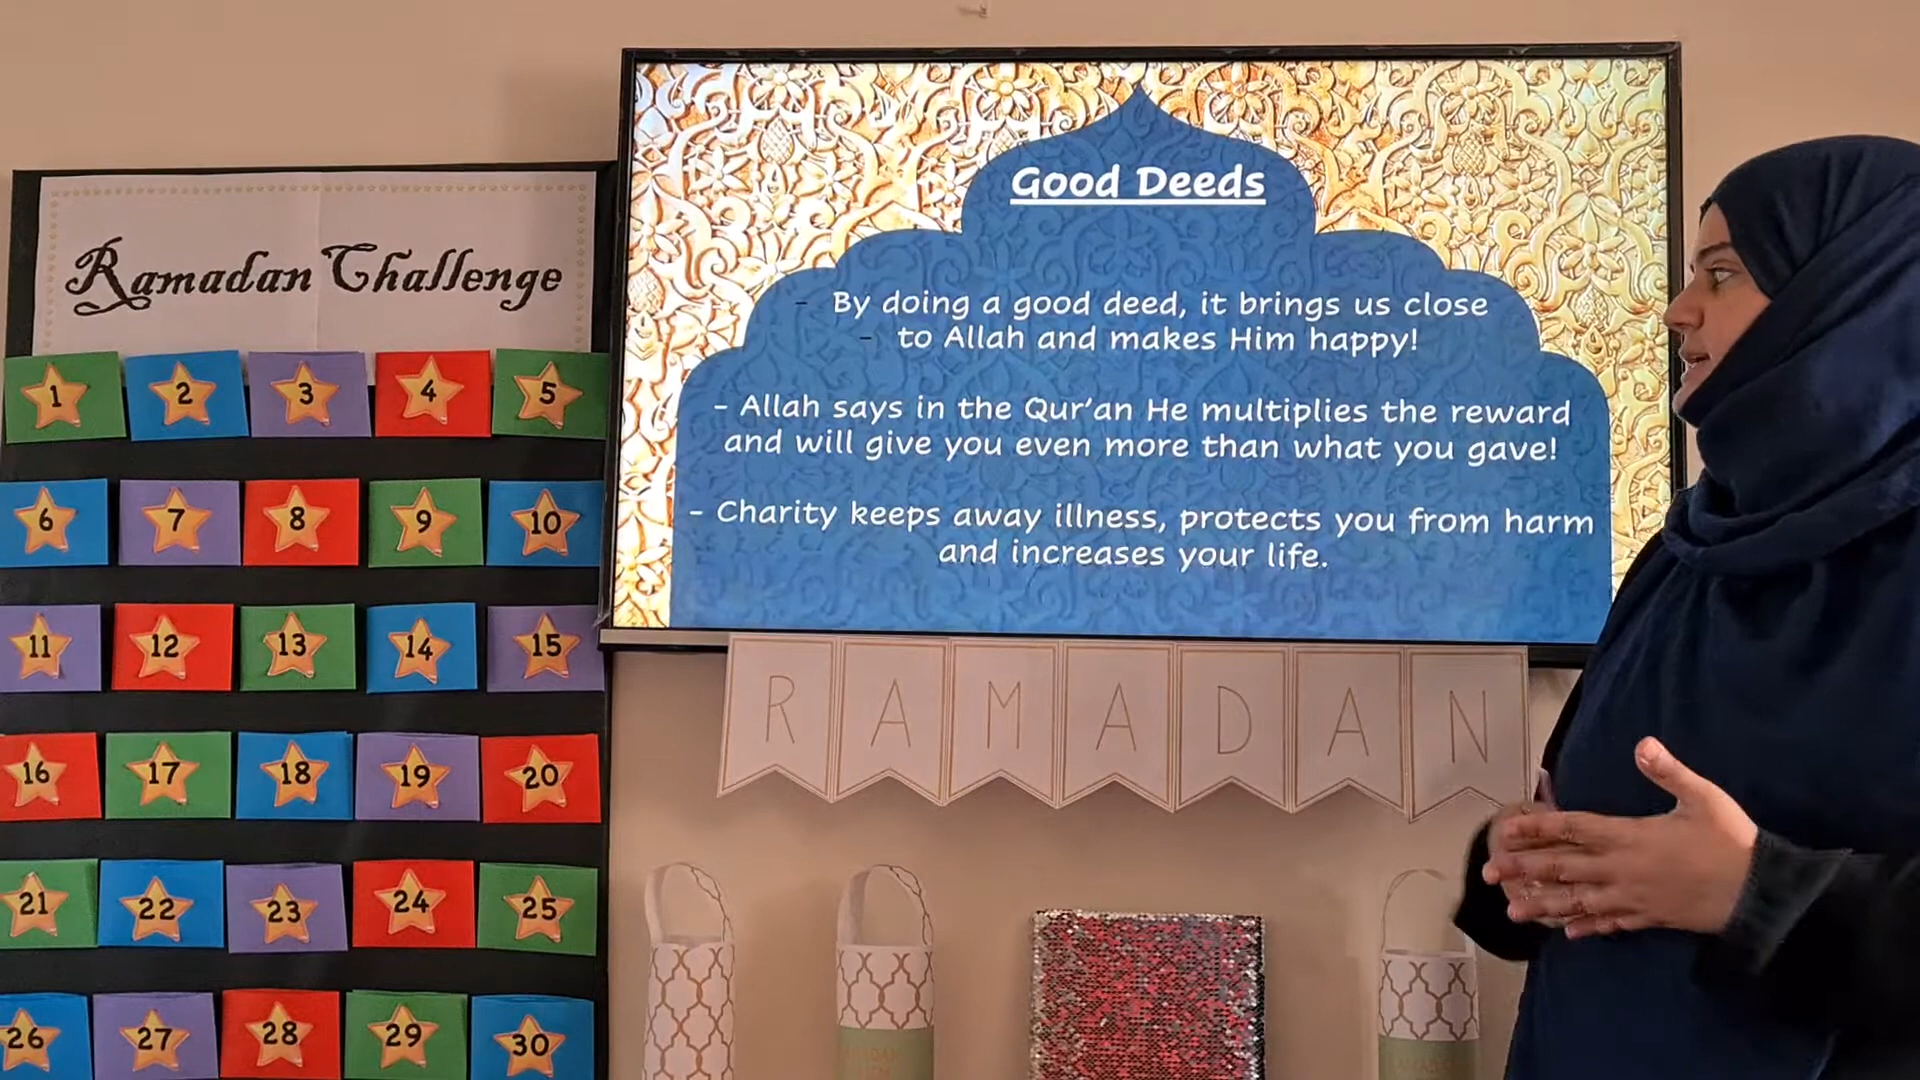 Ramadan Challenge
1 2 3 4 5
6 7 8 9 10
11 12 13 14 15
16 17 18 19 20
21 22 23 24 25
26 27 28 29 30
Good Deeds
- By doing a good deed, it brings us close
- to Allah and makes Him happy!
- Allah says in the Qur’an He multiplies the reward
and will give you even more than what you gave!
- Charity keeps away illness, protects you from harm
and increases your life.
RAMADAN